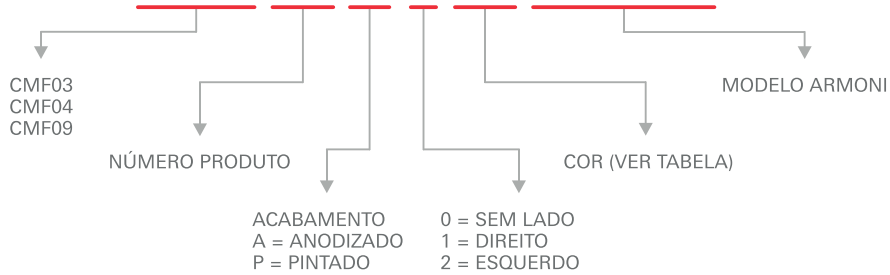 CMF03
CMF04
CMF09
MODELO ARMONI
NÚMERO PRODUTO
COR (VER TABELA)
ACABAMENTO
A = ANODIZADO
P = PINTADO
0 = SEM LADO
1 = DIREITO
2 = ESQUERDO